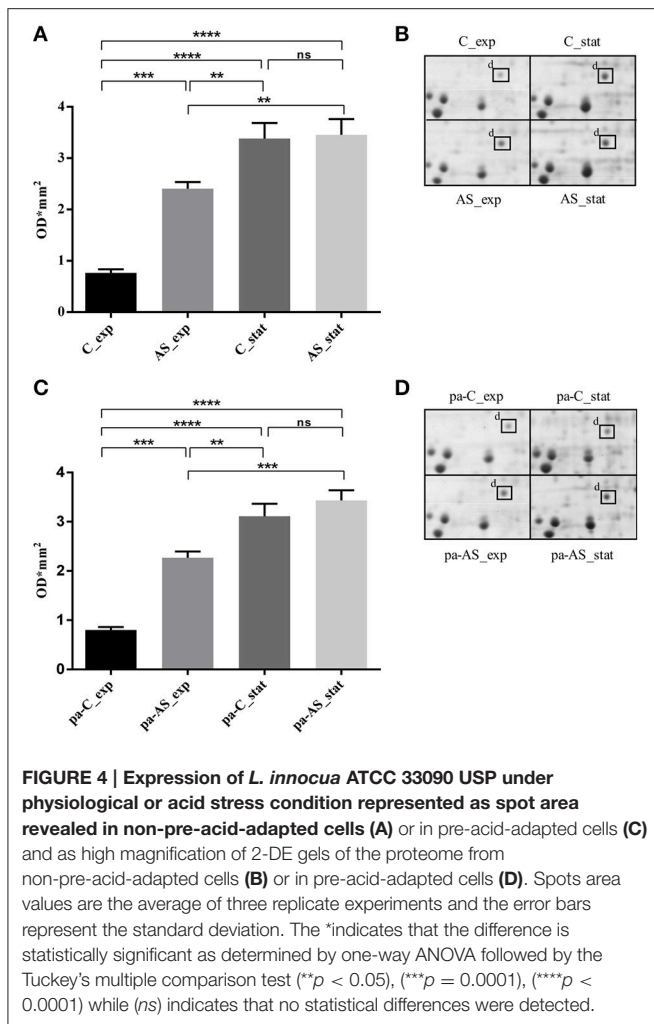 A
****
****
ns
***
**
**
4
3
2
1
0
OD*mm²
C_exp
AS_exp
C_stat
AS_stat
B
C_exp
C_stat
d
d
d
d
AS_exp
AS_stat
C
****
****
ns
***
**
***
4
3
2
1
0
OD*mm²
pa-C_exp
pa-AS_exp
pa-C_stat
pa-AS_stat
D
pa-C_exp
pa-C_stat
d
d
d
d
pa-AS_exp
pa-AS_stat
FIGURE 4 | Expression of L. innocua ATCC 33090 USP under
physiological or acid stress condition represented as spot area
revealed in non-pre-acid-adapted cells (A) or in pre-acid-adapted cells (C)
and as high magnification of 2-DE gels of the proteome from
non-pre-acid-adapted cells (B) or in pre-acid-adapted cells (D). Spots area
values are the average of three replicate experiments and the error bars
represent the standard deviation. The *indicates that the difference is
statistically significant as determined by one-way ANOVA followed by the
Tuckey's multiple comparison test (**p < 0.05), (***p = 0.0001), (****p <
0.0001) while (ns) indicates that no statistical differences were detected.